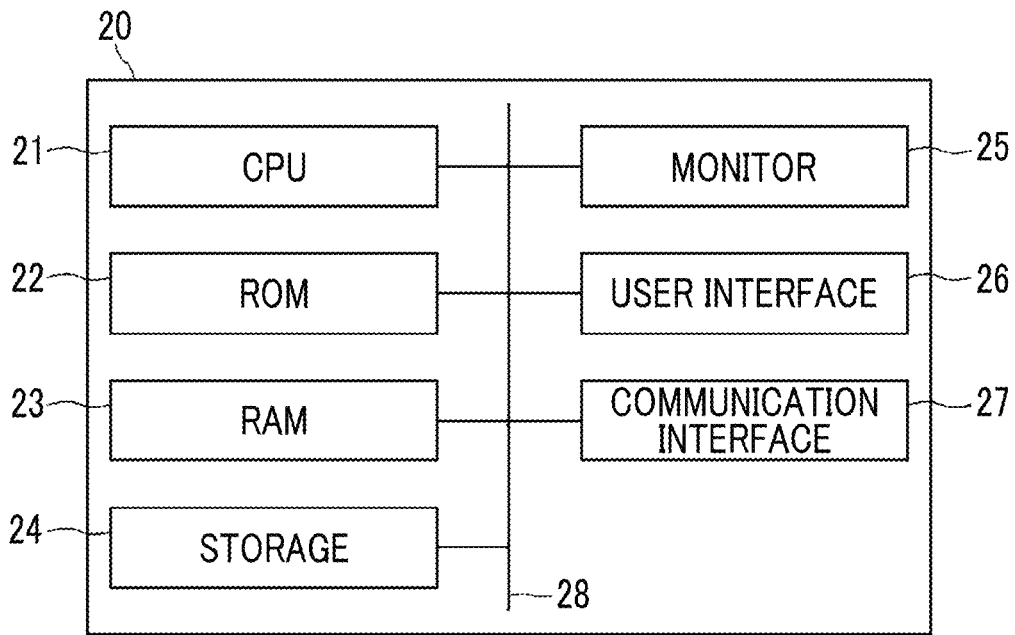 20
21
CPU
MONITOR
25
22
ROM
USER INTERFACE
26
23
RAM
COMMUNICATION
INTERFACE
27
24
STORAGE
28